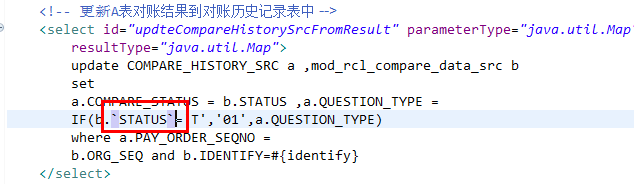 <!-- 更新A表对账结果到对账历史记录表中 -->
<select id="updteCompareHistorySrcFromResult" parameterType="java.util.Map"
resultType="java.util.Map">
update COMPARE_HISTORY_SRC a ,mod_rcl_compare_data_src b
set
a.COMPARE_STATUS = b.STATUS ,a.QUESTION_TYPE =
IF(b.`STATUS`='T','01',a.QUESTION_TYPE)
where a.PAY_ORDER_SEQNO =
b.ORG_SEQ and b.IDENTIFY=#{identify}
</select>